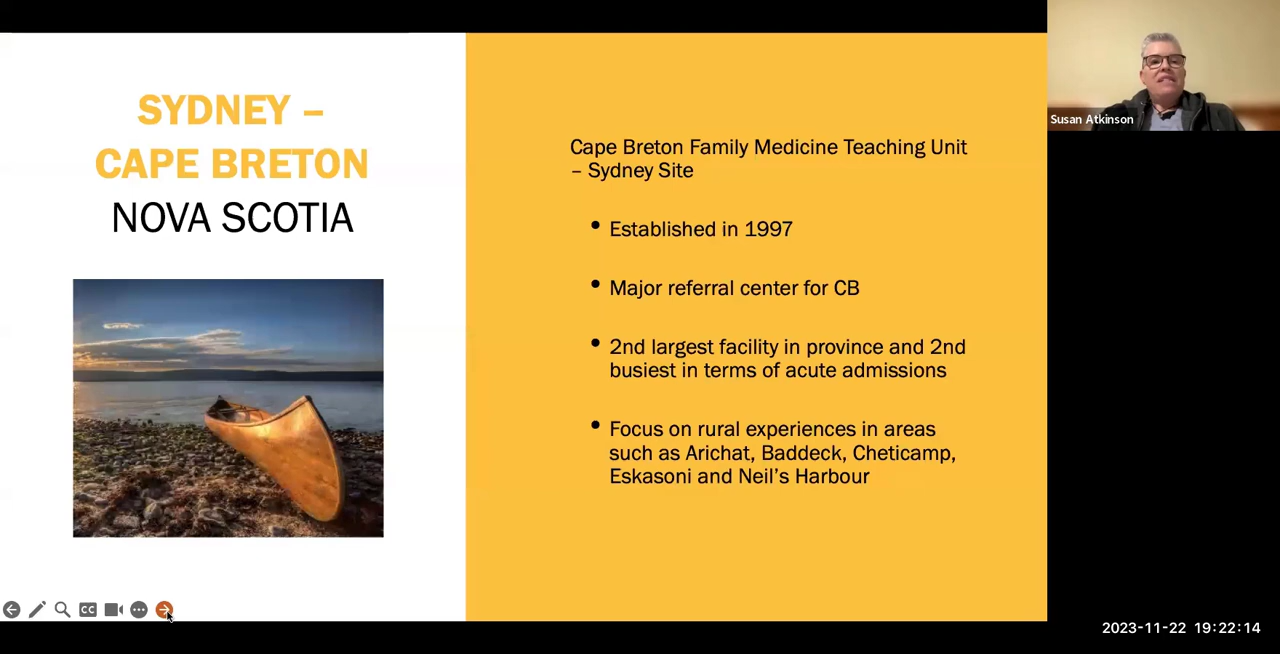 SYDNEY –
CAPE BRETON
NOVA SCOTIA
Cape Breton Family Medicine Teaching Unit
– Sydney Site
• Established in 1997
• Major referral center for CB
• 2nd largest facility in province and 2nd
busiest in terms of acute admissions
• Focus on rural experiences in areas
such as Arichat, Baddeck, Cheticamp,
Eskasoni and Neil's Harbour
Susan Atkinson
CC
2023-11-22 19:22:14